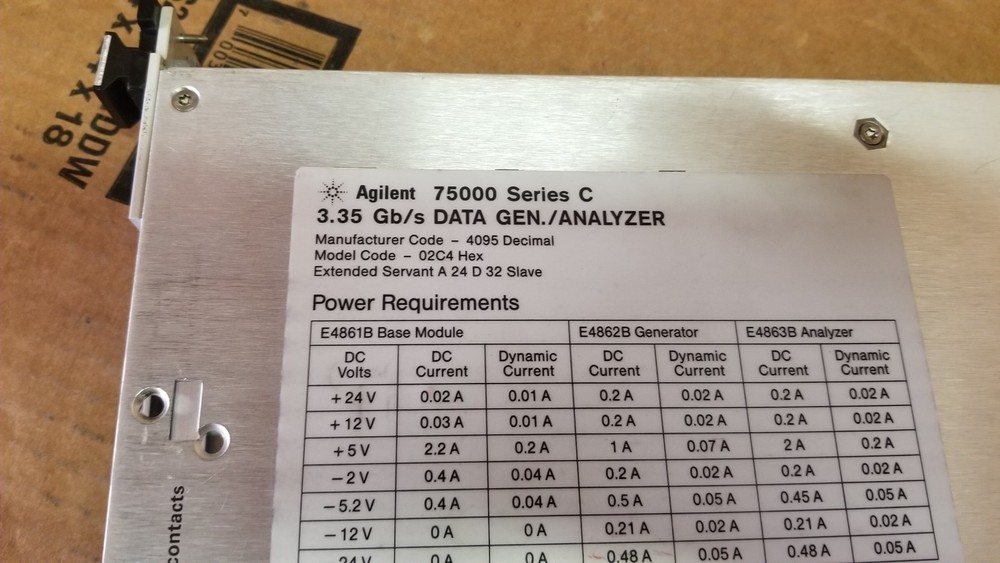 Agilent 75000 Series C
3.35 Gb/s DATA GEN./ANALYZER
Manufacturer Code - 4095 Decimal
Model Code - 02C4 Hex
Extended Servant A 24 D 32 Slave
Power Requirements
E4861B Base Module E4862B Generator E4863B Analyzer
DC Volts DC Current Dynamic Current DC Current Dynamic Current DC Current Dynamic Current
+ 24 V 0.02 A 0.01 A 0.2 A 0.02 A 0.2 A 0.02 A
+ 12 V 0.03 A 0.01 A 0.2 A 0.02 A 0.2 A 0.02 A
+ 5 V 2.2 A 0.2 A 1 A 0.07 A 2 A 0.2 A
- 2 V 0.4 A 0.04 A 0.2 A 0.02 A 0.2 A 0.02 A
- 5.2 V 0.4 A 0.04 A 0.5 A 0.05 A 0.45 A 0.05 A
- 12 V 0 A 0 A 0.21 A 0.02 A 0.21 A 0.02 A
24 V 0 A 0 A 0.48 A 0.05 A 0.48 A 0.05 A
contacts
DDW
18